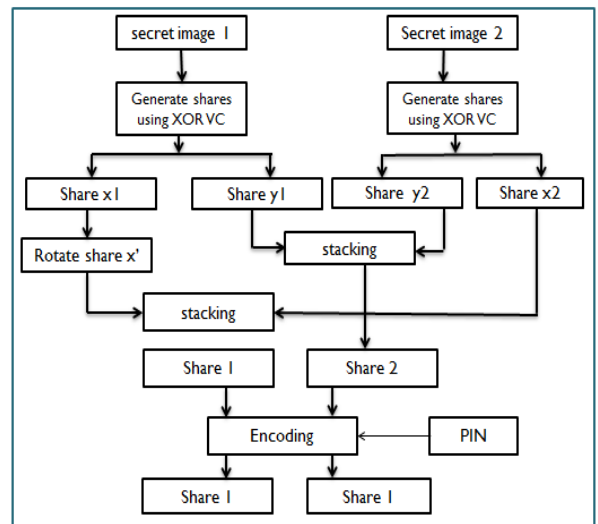 secret image 1
Secret image 2
Generate shares
using XOR VC
Generate shares
using XOR VC
Share x1
Share y1
Share y2
Share x2
Rotate share x'
stacking
stacking
Share 1
Share 2
Encoding
PIN
Share 1
Share 1